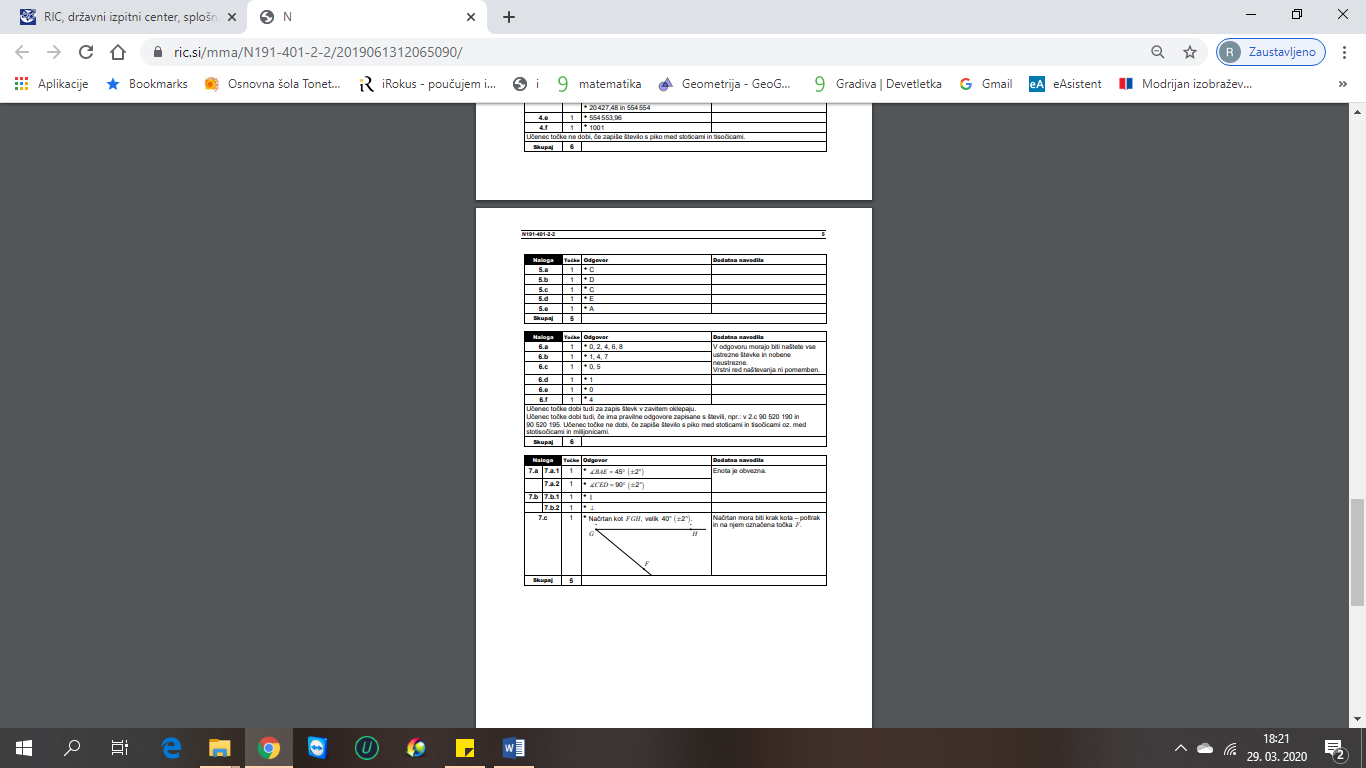 RIC, državni izpitni center, splošn
N
ric.si/mma/N191-401-2-2/2019061312065090/
R Zaustavljeno
Aplikacije Bookmarks Osnovna šola Tonet... iRokus - poučujem i... i matematika Geometrija - GeoG... Gradiva | Devetletka Gmail eAsistent Modrijan izobražev... »
* 20 427,48 in 554 554
4.e 1 * 554 553,96
4.f 1 * 1001
Učenec točke ne dobi, če zapiše število s piko med stoticami in tisočicami.
Skupaj 6
N191-401-2-2 5
Naloga Točke Odgovor Dodatna navodila
5.a 1 * C
5.b 1 * D
5.c 1 * C
5.d 1 * E
5.e 1 * A
Skupaj 5
Naloga Točke Odgovor Dodatna navodila
6.a 1 * 0, 2, 4, 6, 8 V odgovoru morajo biti naštete vse
6.b 1 * 1, 4, 7 ustrezne števke in nobene
6.c 1 * 0, 5 neustrezne.
Vrstni red naštevanja ni pomemben.
6.d 1 * 1
6.e 1 * 0
6.f 1 * 4
Učenec točke dobi tudi za zapis števk v zavitem oklepaju.
Učenec točke dobi tudi, če ima pravilne odgovore zapisane s števili, npr.: v 2.c 90 520 190 in
90 520 195. Učenec točke ne dobi, če zapiše število s piko med stoticami in tisočicami oz. med
stotisočicami in milijonicami.
Skupaj 6
Naloga Točke Odgovor Dodatna navodila
7.a 7.a.1 1 * ∡BAE = 45° (±2°) Enota je obvezna.
7.a.2 1 * ∡CED = 90° (±2°)
7.b 7.b.1 1 * ∥
7.b.2 1 * ⊥
7.c 1 * Načrtan kot FGH, velik 40° (±2°). Načrtan mora biti krak kota – poltrak
in na njem označena točka F.
G H
F
Skupaj 5
18:21
29. 03. 2020
2